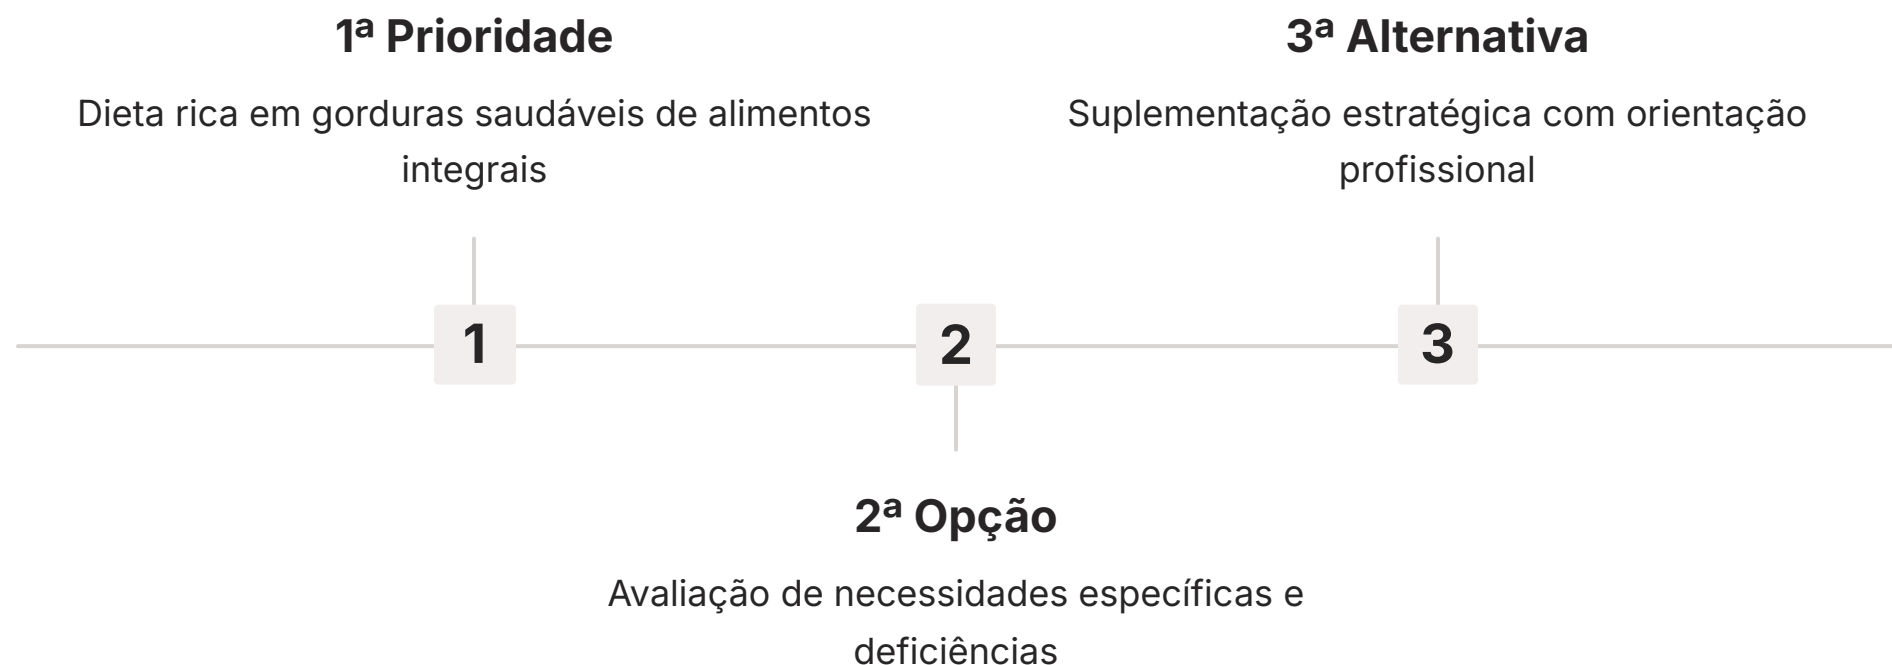 1ª Prioridade
Dieta rica em gorduras saudáveis de alimentos
integrais
3ª Alternativa
Suplementação estratégica com orientação
profissional
1
2
3
2ª Opção
Avaliação de necessidades específicas e
deficiências